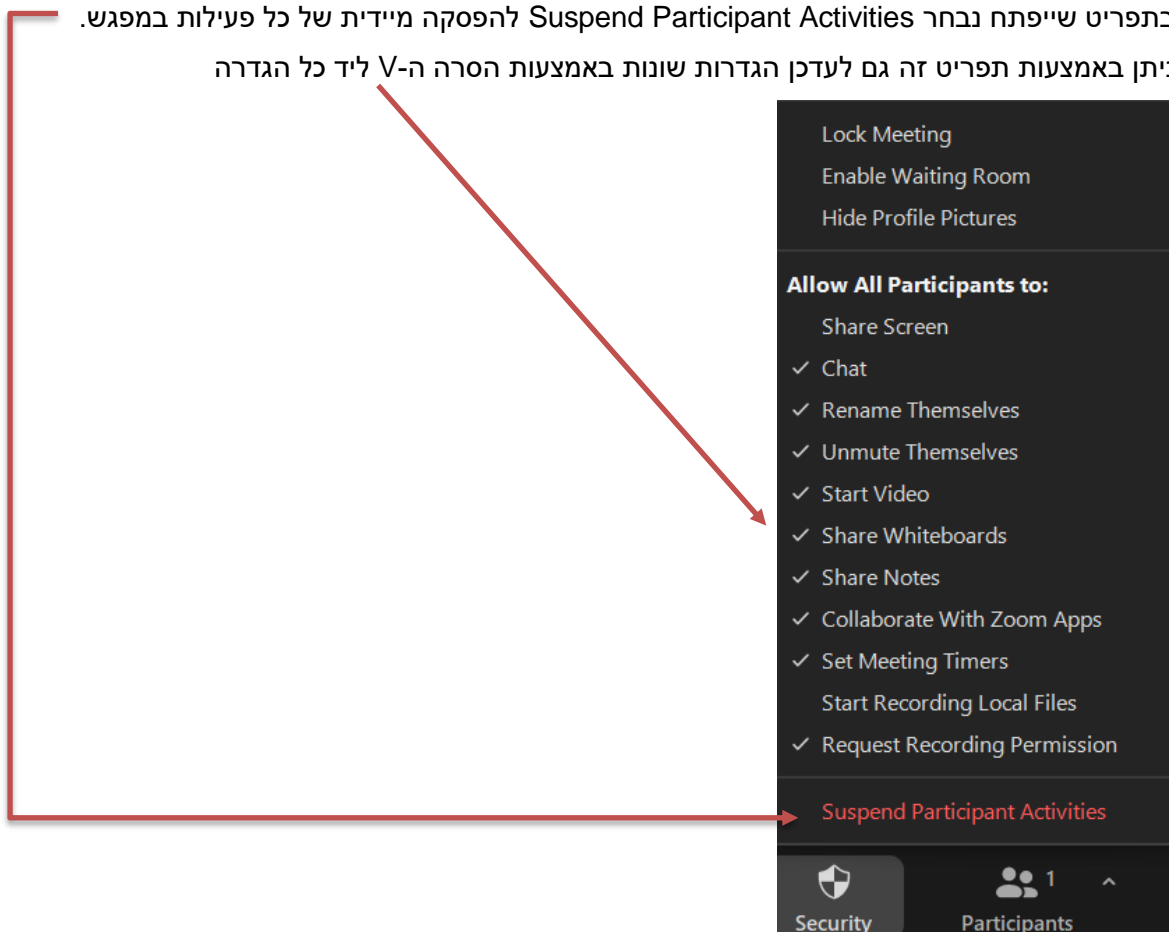 בתפריט שייפתח נבחר Suspend Participant Activities להפסקה מיידית של כל פעילות במפגש.
ניתן באמצעות תפריט זה גם לעדכן הגדרות שונות באמצעות הסרה ה-V ליד כל הגדרה
Lock Meeting
Enable Waiting Room
Hide Profile Pictures
Allow All Participants to:
Share Screen
✓ Chat
✓ Rename Themselves
✓ Unmute Themselves
✓ Start Video
✓ Share Whiteboards
✓ Share Notes
✓ Collaborate With Zoom Apps
✓ Set Meeting Timers
Start Recording Local Files
✓ Request Recording Permission
Suspend Participant Activities
1
Security Participants